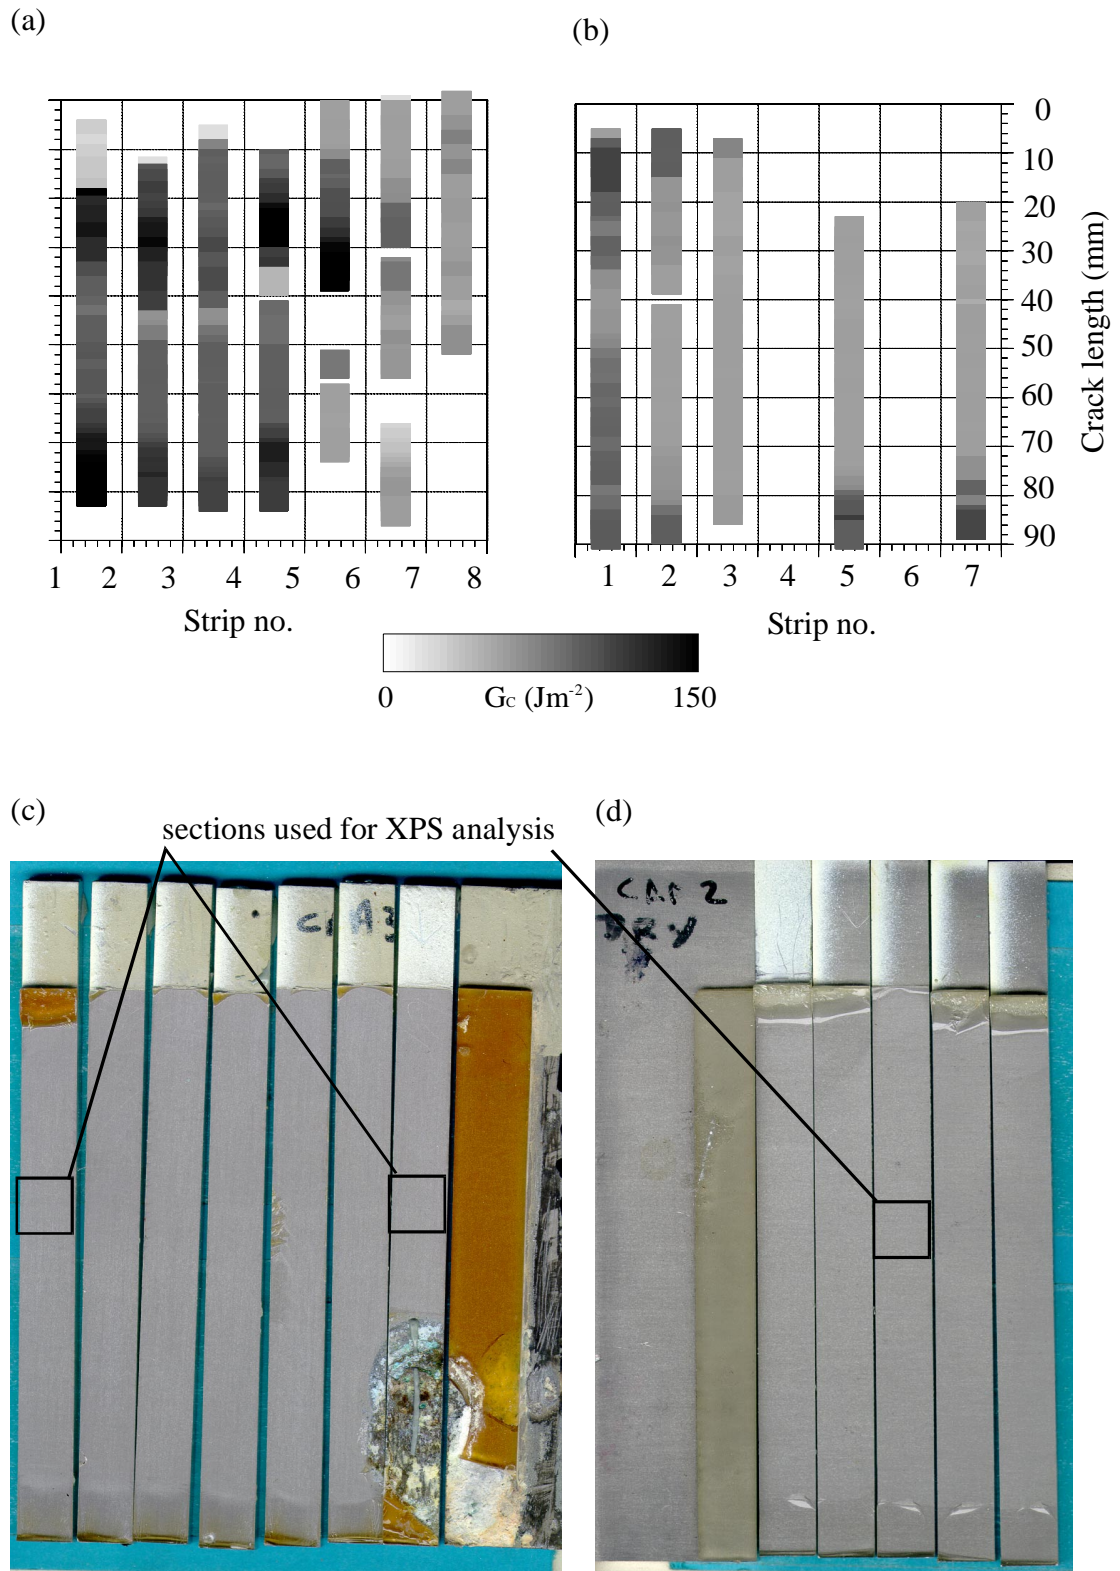 (a)
(b)
0
10
20
30
40
50
60
70
80
90
Crack length (mm)
1 2 3 4 5 6 7 8
1 2 3 4 5 6 7
Strip no.
Strip no.
0 Gc (Jm-2) 150
(c)
(d)
sections used for XPS analysis
CAA3
CAA 2
DRY